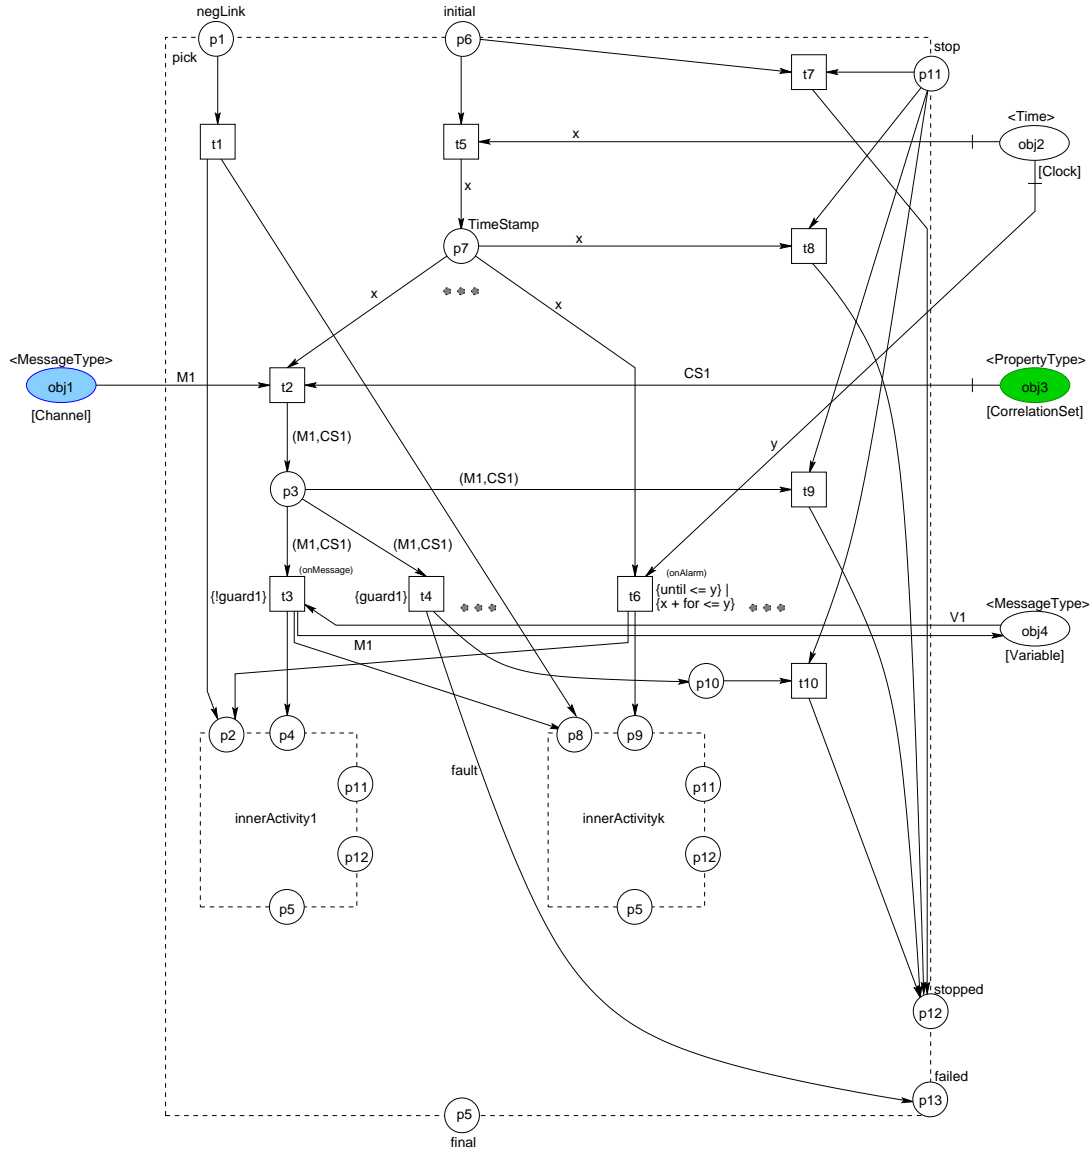 negLink
initial
p1
p6
stop
pick
t7
p11
<Time>
t1
t5
x
obj2
[Clock]
x
TimeStamp
p7
x
t8
x
x
<MessageType>
<PropertyType>
obj1
M1
t2
CS1
obj3
[Channel]
[CorrelationSet]
(M1,CS1)
y
p3
(M1,CS1)
t9
(M1,CS1)
(M1,CS1)
(onMessage)
(onAlarm)
{!guard1}
t3
{guard1}
t4
t6
{until <= y} |
{x + for <= y}
<MessageType>
V1
obj4
M1
[Variable]
p10
t10
p2
p4
p8
p9
fault
p11
p11
innerActivity1
innerActivityk
p12
p12
p5
p5
stopped
p12
failed
p13
p5
final